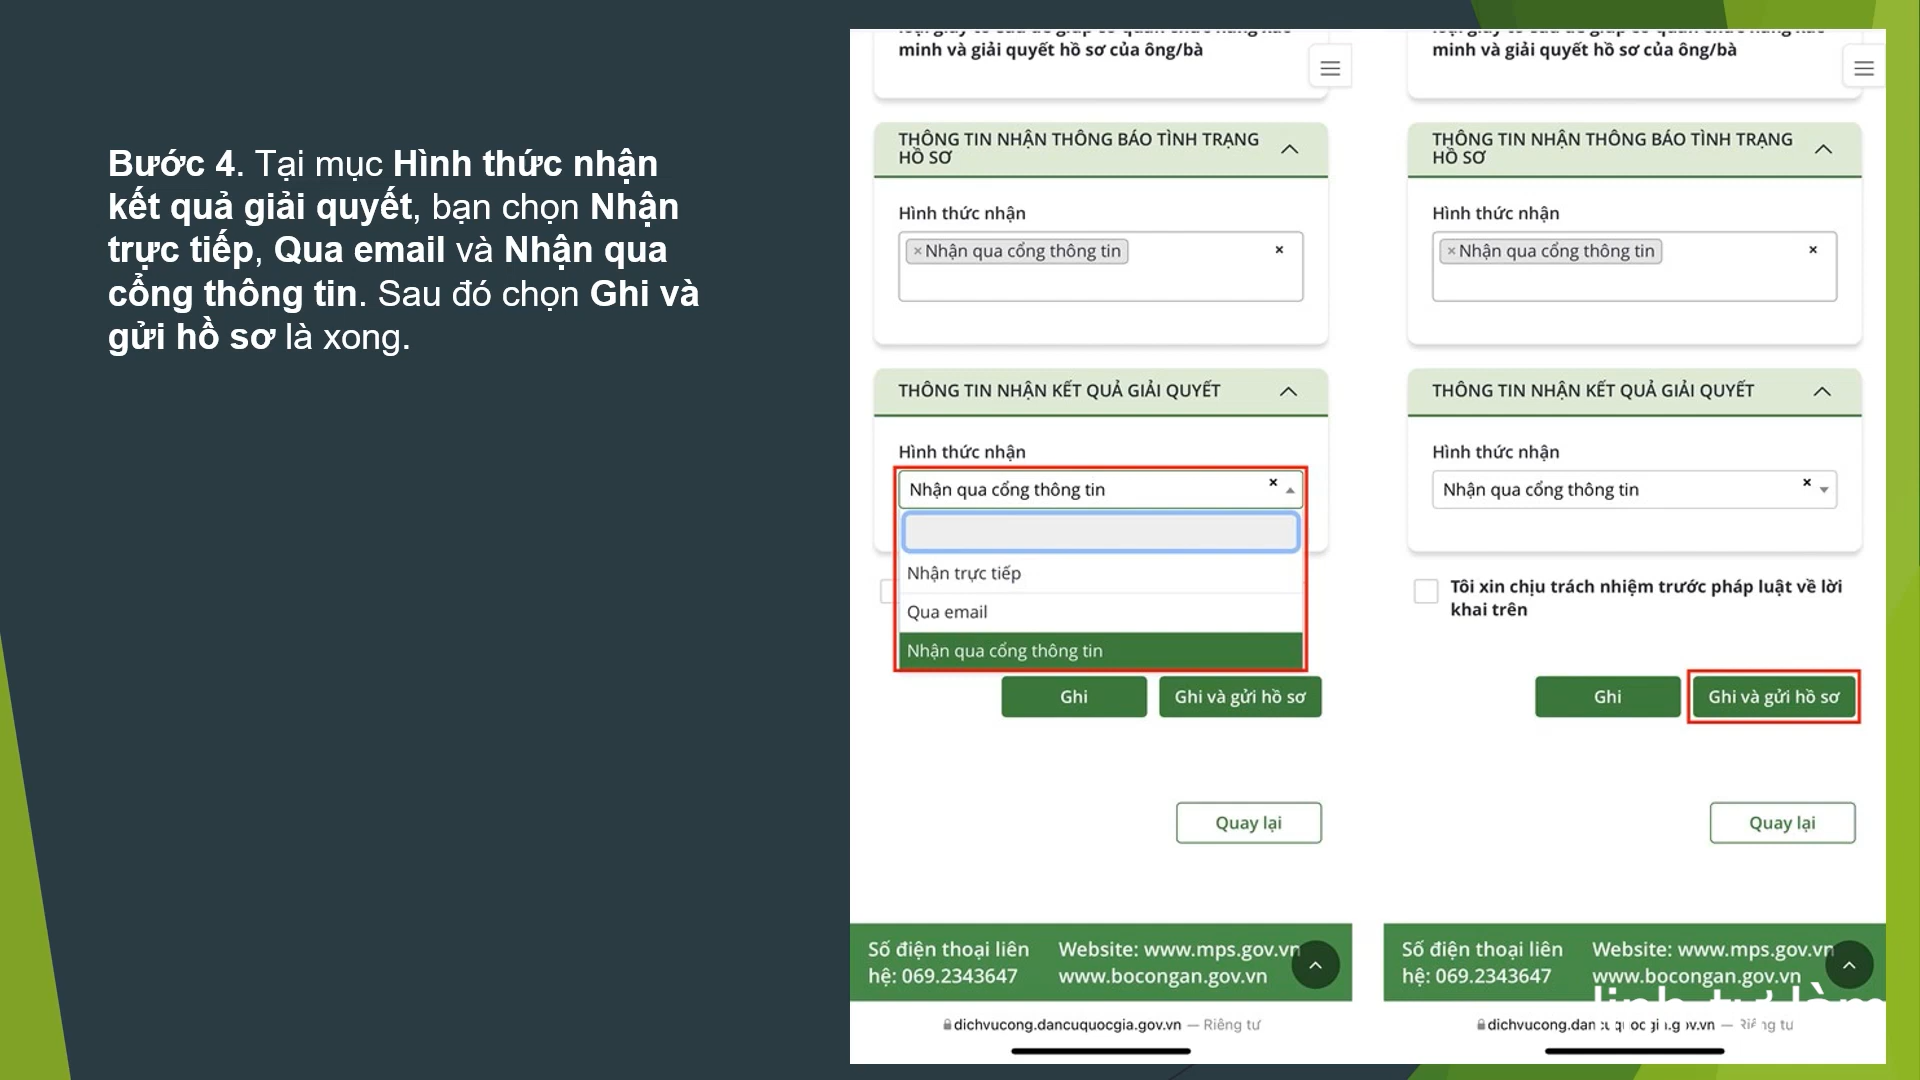 Bước 4. Tại mục Hình thức nhận
kết quả giải quyết, bạn chọn Nhận
trực tiếp, Qua email và Nhận qua
cổng thông tin. Sau đó chọn Ghi và
gửi hồ sơ là xong.
minh và giải quyết hồ sơ của ông/bà
THÔNG TIN NHẬN THÔNG BÁO TÌNH TRẠNG
HỒ SƠ
Hình thức nhận
×Nhận qua cổng thông tin ×
THÔNG TIN NHẬN KẾT QUẢ GIẢI QUYẾT
Hình thức nhận
Nhận qua cổng thông tin ×
Nhận trực tiếp
Qua email
Nhận qua cổng thông tin
Ghi Ghi và gửi hồ sơ
Quay lại
Số điện thoại liên
hệ: 069.2343647
Website: www.mps.gov.vn
www.bocongan.gov.vn
dichvucong.dancuquocgia.gov.vn — Riêng tư
minh và giải quyết hồ sơ của ông/bà
THÔNG TIN NHẬN THÔNG BÁO TÌNH TRẠNG
HỒ SƠ
Hình thức nhận
×Nhận qua cổng thông tin ×
THÔNG TIN NHẬN KẾT QUẢ GIẢI QUYẾT
Hình thức nhận
Nhận qua cổng thông tin ×
Tôi xin chịu trách nhiệm trước pháp luật về lời
khai trên
Ghi Ghi và gửi hồ sơ
Quay lại
Số điện thoại liên
hệ: 069.2343647
Website: www.mps.gov.vn
www.bocongan.gov.vn